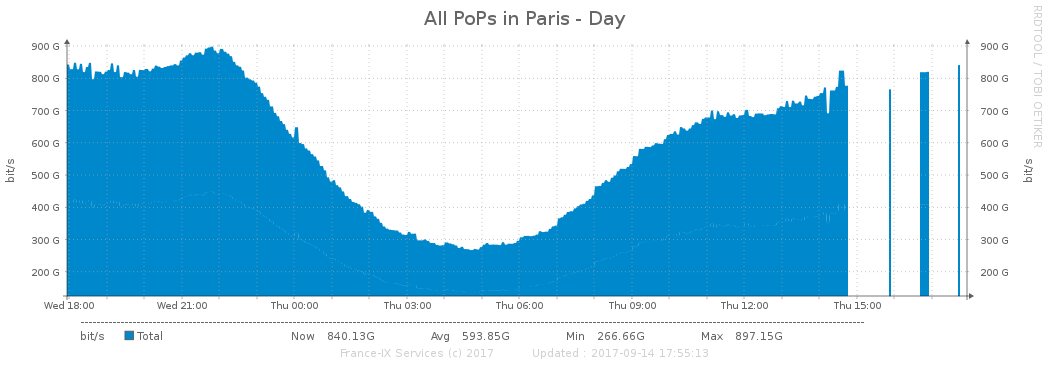 All PoPs in Paris - Day
RRDTOOL / TOBI OETIKER
bit/s
900 G 900 G
800 G 800 G
700 G 700 G
600 G 600 G
500 G 500 G
400 G 400 G
300 G 300 G
200 G 200 G
bit/s
Wed 18:00 Wed 21:00 Thu 00:00 Thu 03:00 Thu 06:00 Thu 09:00 Thu 12:00 Thu 15:00
bit/s Total Now 840.13G Avg 593.85G Min 266.66G Max 897.15G
France-IX Services (c) 2017 Updated : 2017-09-14 17:55:13